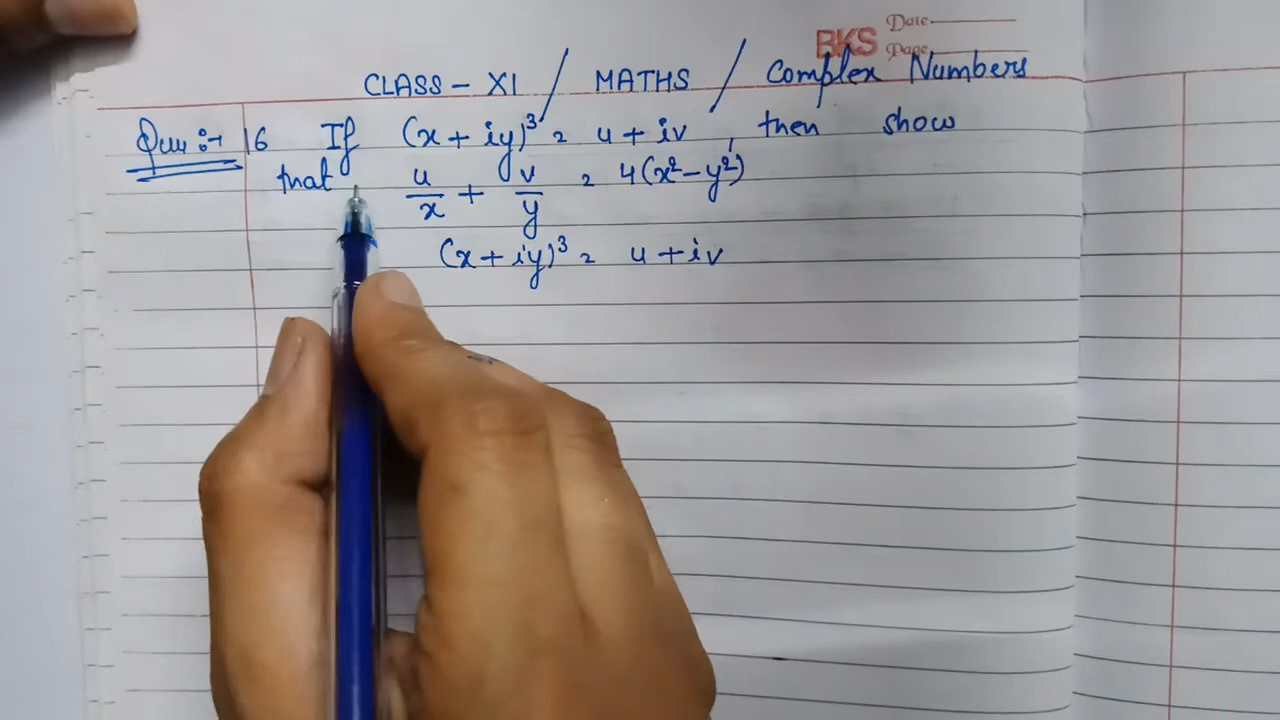 BKS Date
Page
CLASS - XI / MATHS / Complex Numbers
Ques :- 16 If (x + iy)³ = u + iv, then show
that u/x + v/y = 4(x² - y²)
(x + iy)³ = u + iv